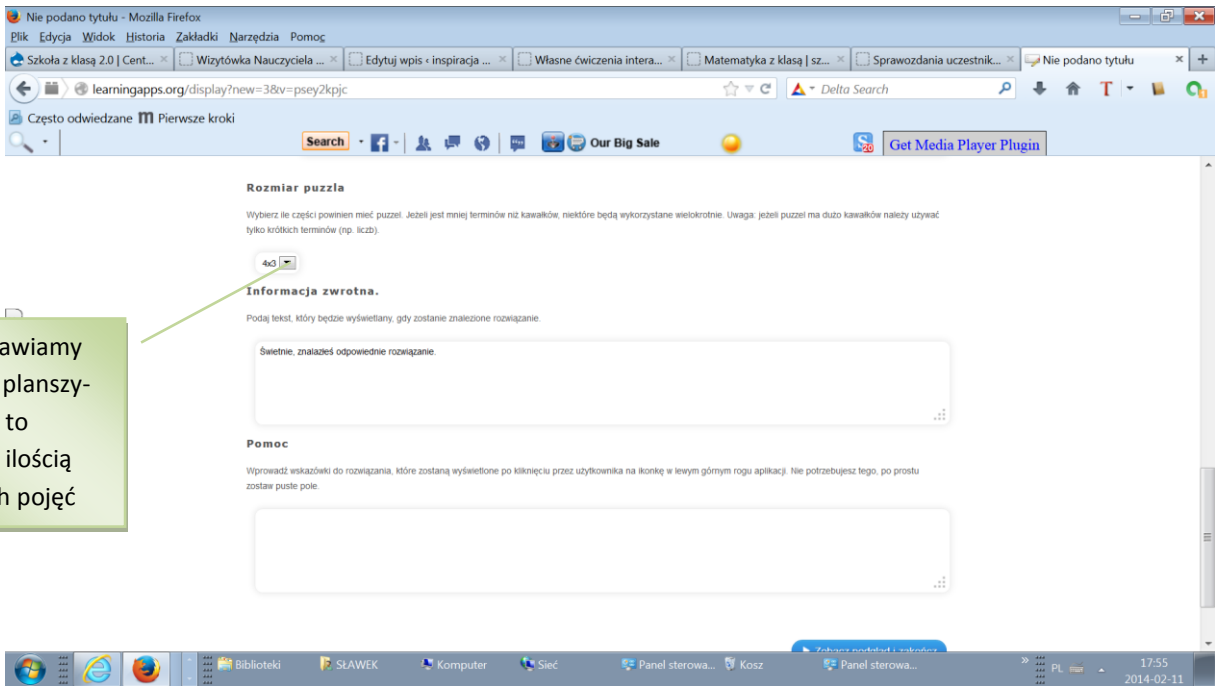 Nie podano tytułu - Mozilla Firefox
Plik Edycja Widok Historia Zakładki Narzędzia Pomoc
Szkoła z klasą 2.0 | Cent... Wizytówka Nauczyciela ... Edytuj wpis ‹ inspiracja ... Własne ćwiczenia intera... Matematyka z klasą | sz... Sprawozdania uczestnik... Nie podano tytułu
learningapps.org/display?new=3&v=psey2kpjc Delta Search
Często odwiedzane Pierwsze kroki
Search Our Big Sale 20 Get Media Player Plugin
Rozmiar puzzla
Wybierz ile części powinien mieć puzzel. Jeżeli jest mniej terminów niż kawałków, niektóre będą wykorzystane wielokrotnie. Uwaga: jeżeli puzzel ma dużo kawałków należy używać
tylko krótkich terminów (np. liczb).
4x3
Informacja zwrotna.
Podaj tekst, który będzie wyświetlany, gdy zostanie znalezione rozwiązanie.
Świetnie, znalazłeś odpowiednie rozwiązanie.
awiamy
planszy-
to
ilością
h pojęć
Pomoc
Wprowadź wskazówki do rozwiązania, które zostaną wyświetlone po kliknięciu przez użytkownika na ikonkę w lewym górnym rogu aplikacji. Nie potrzebujesz tego, po prostu
zostaw puste pole.
Zobacz podgląd i zakończ
Biblioteki SŁAWEK Komputer Sieć Panel sterowa... Kosz Panel sterowa... PL 17:55
2014-02-11